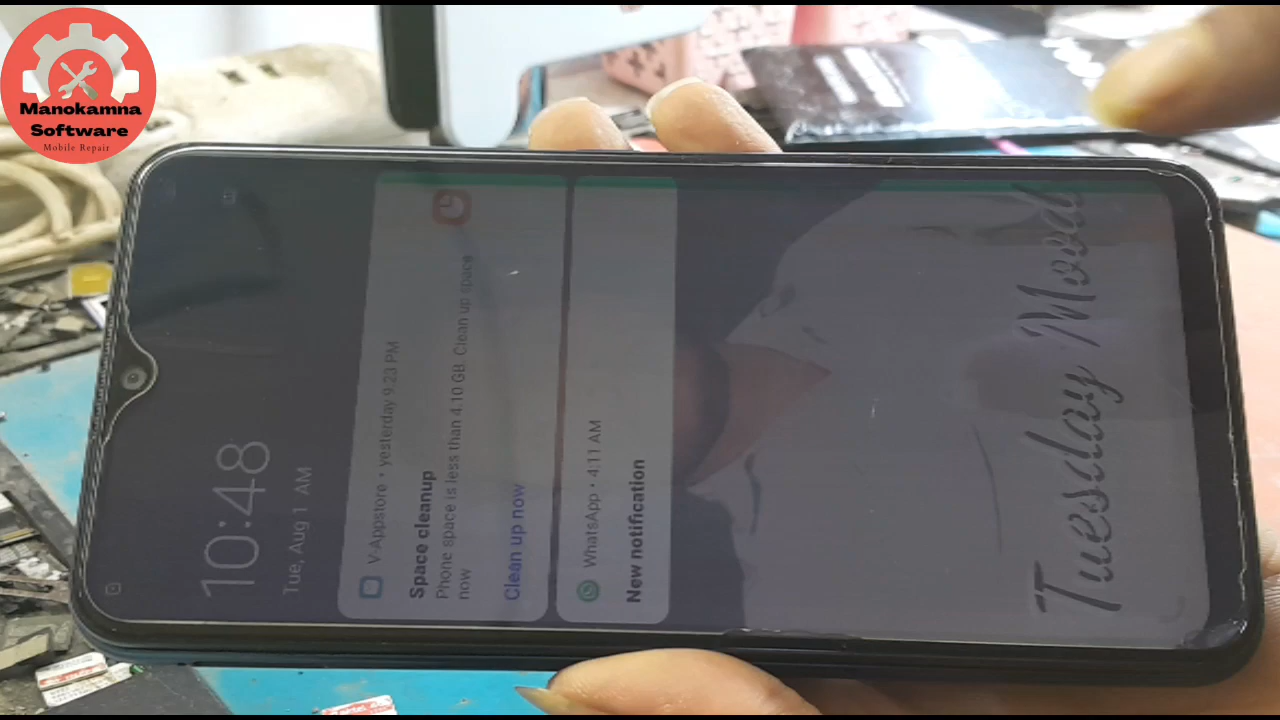 Manokamna
Software
Mobile Repair
10:48
Tue, Aug 1 AM
V-Appstore • yesterday 9:23 PM
Space cleanup
Phone space is less than 4.10 GB. Clean up space
now
Clean up now
WhatsApp • 4:11 AM
New notification
Tuesday Mood